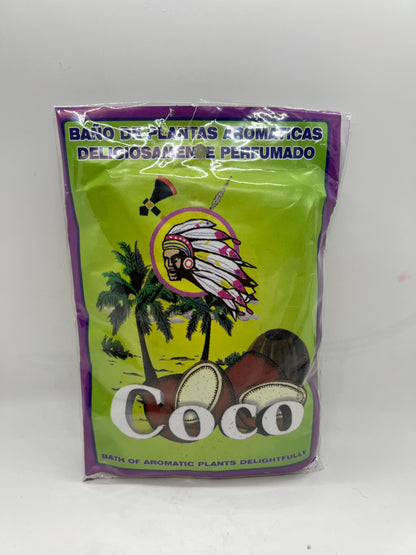 BAÑO DE PLANTAS AROMATICAS
DELICIOSAMENTE PERFUMADO
Coco
BATH OF AROMATIC PLANTS DELIGHTFULLY